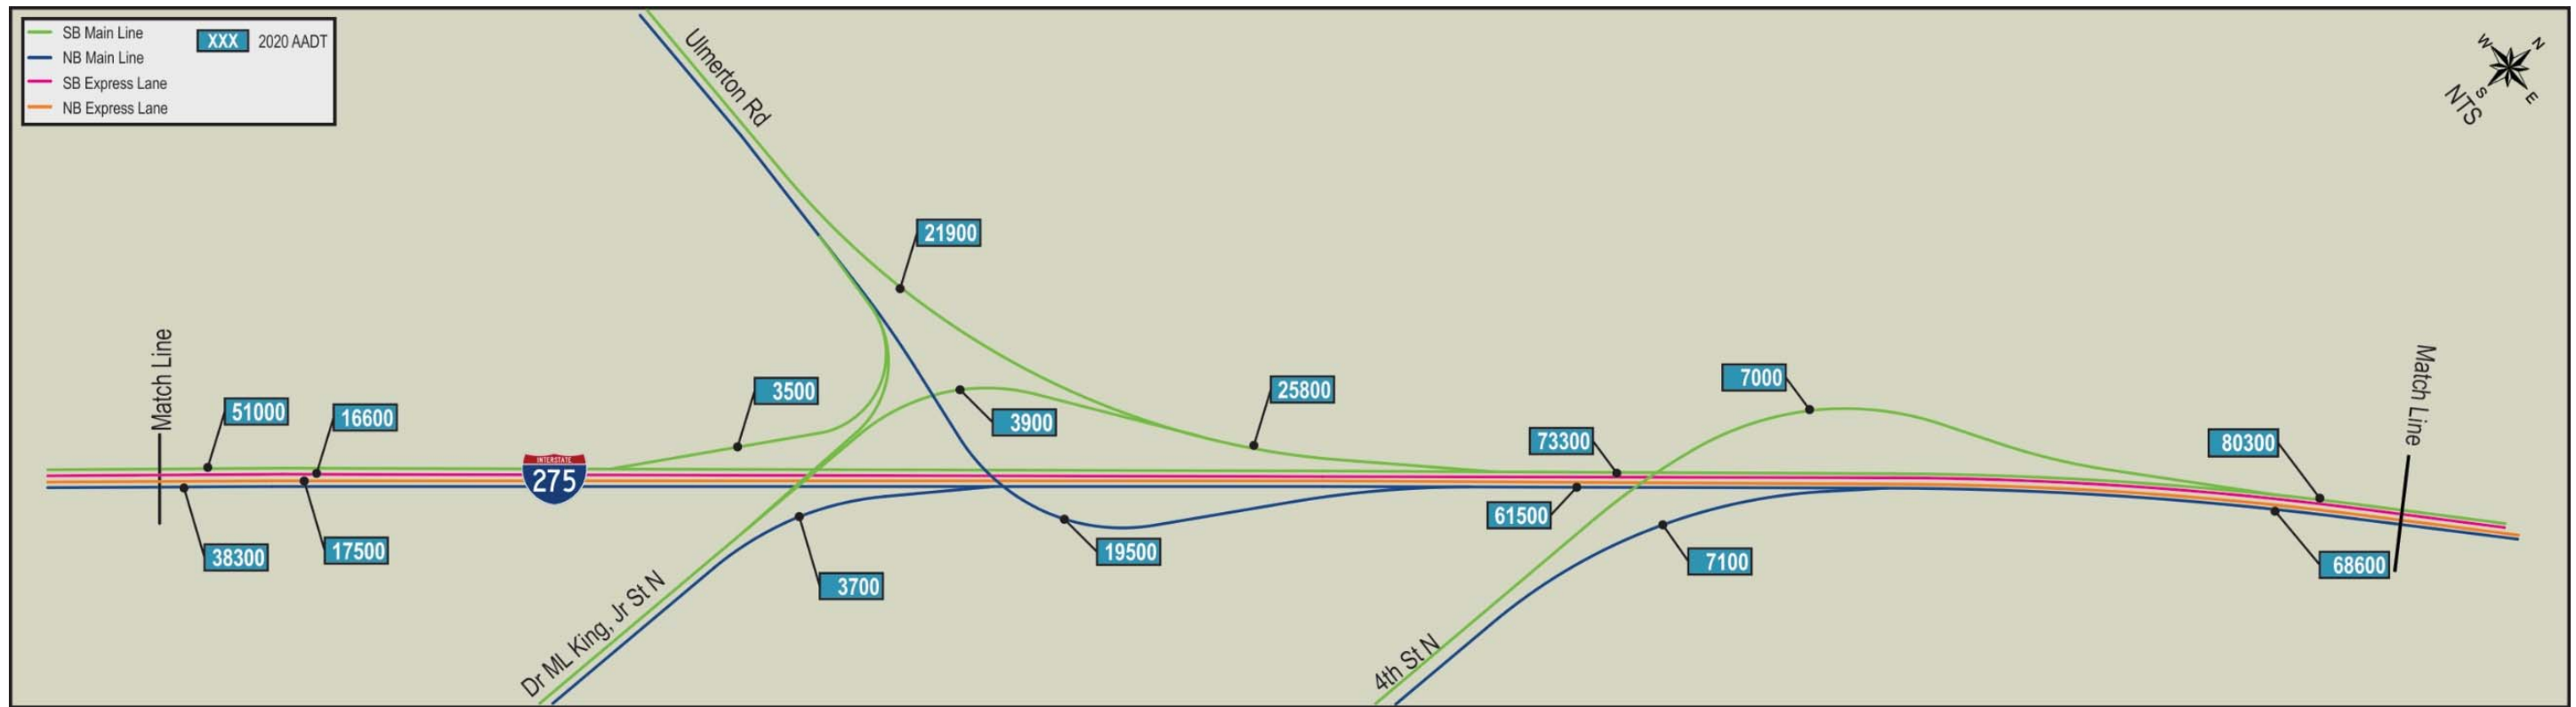 SB Main Line
NB Main Line
SB Express Lane
NB Express Lane
XXX 2020 AADT
W
N
S
E
NTS
Ulmerton Rd
21900
Match Line
51000
16600
3500
3900
25800
7000
73300
80300
Match Line
INTERSTATE
275
38300
17500
3700
19500
61500
7100
68600
Dr ML King, Jr St N
4th St N